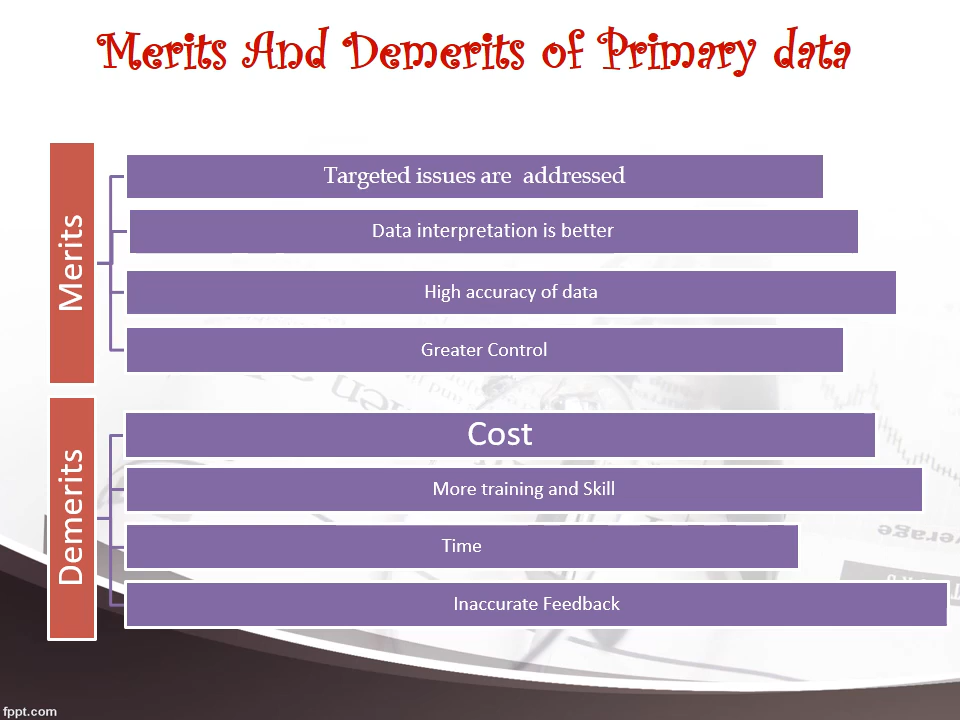 Merits And Demerits of Primary data
Merits
Targeted issues are addressed
Data interpretation is better
High accuracy of data
Greater Control
Demerits
Cost
More training and Skill
Time
Inaccurate Feedback
fppt.com